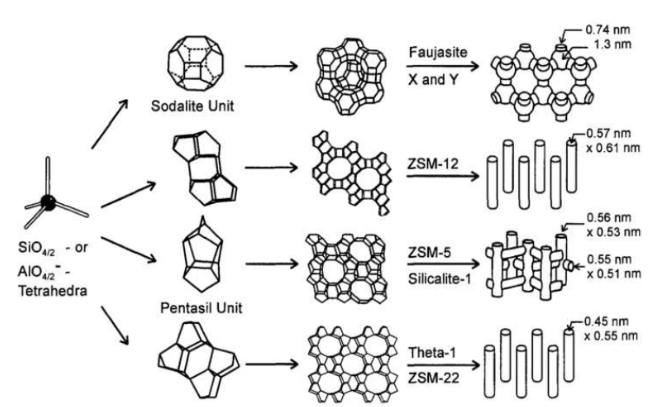 0.74 nm
1.3 nm
Faujasite
X and Y
Sodalite Unit
0.57 nm
x 0.61 nm
ZSM-12
SiO4/2 - or
AlO4/2⁻ -
Tetrahedra
0.56 nm
x 0.53 nm
ZSM-5
Silicalite-1
0.55 nm
x 0.51 nm
Pentasil Unit
0.45 nm
x 0.55 nm
Theta-1
ZSM-22